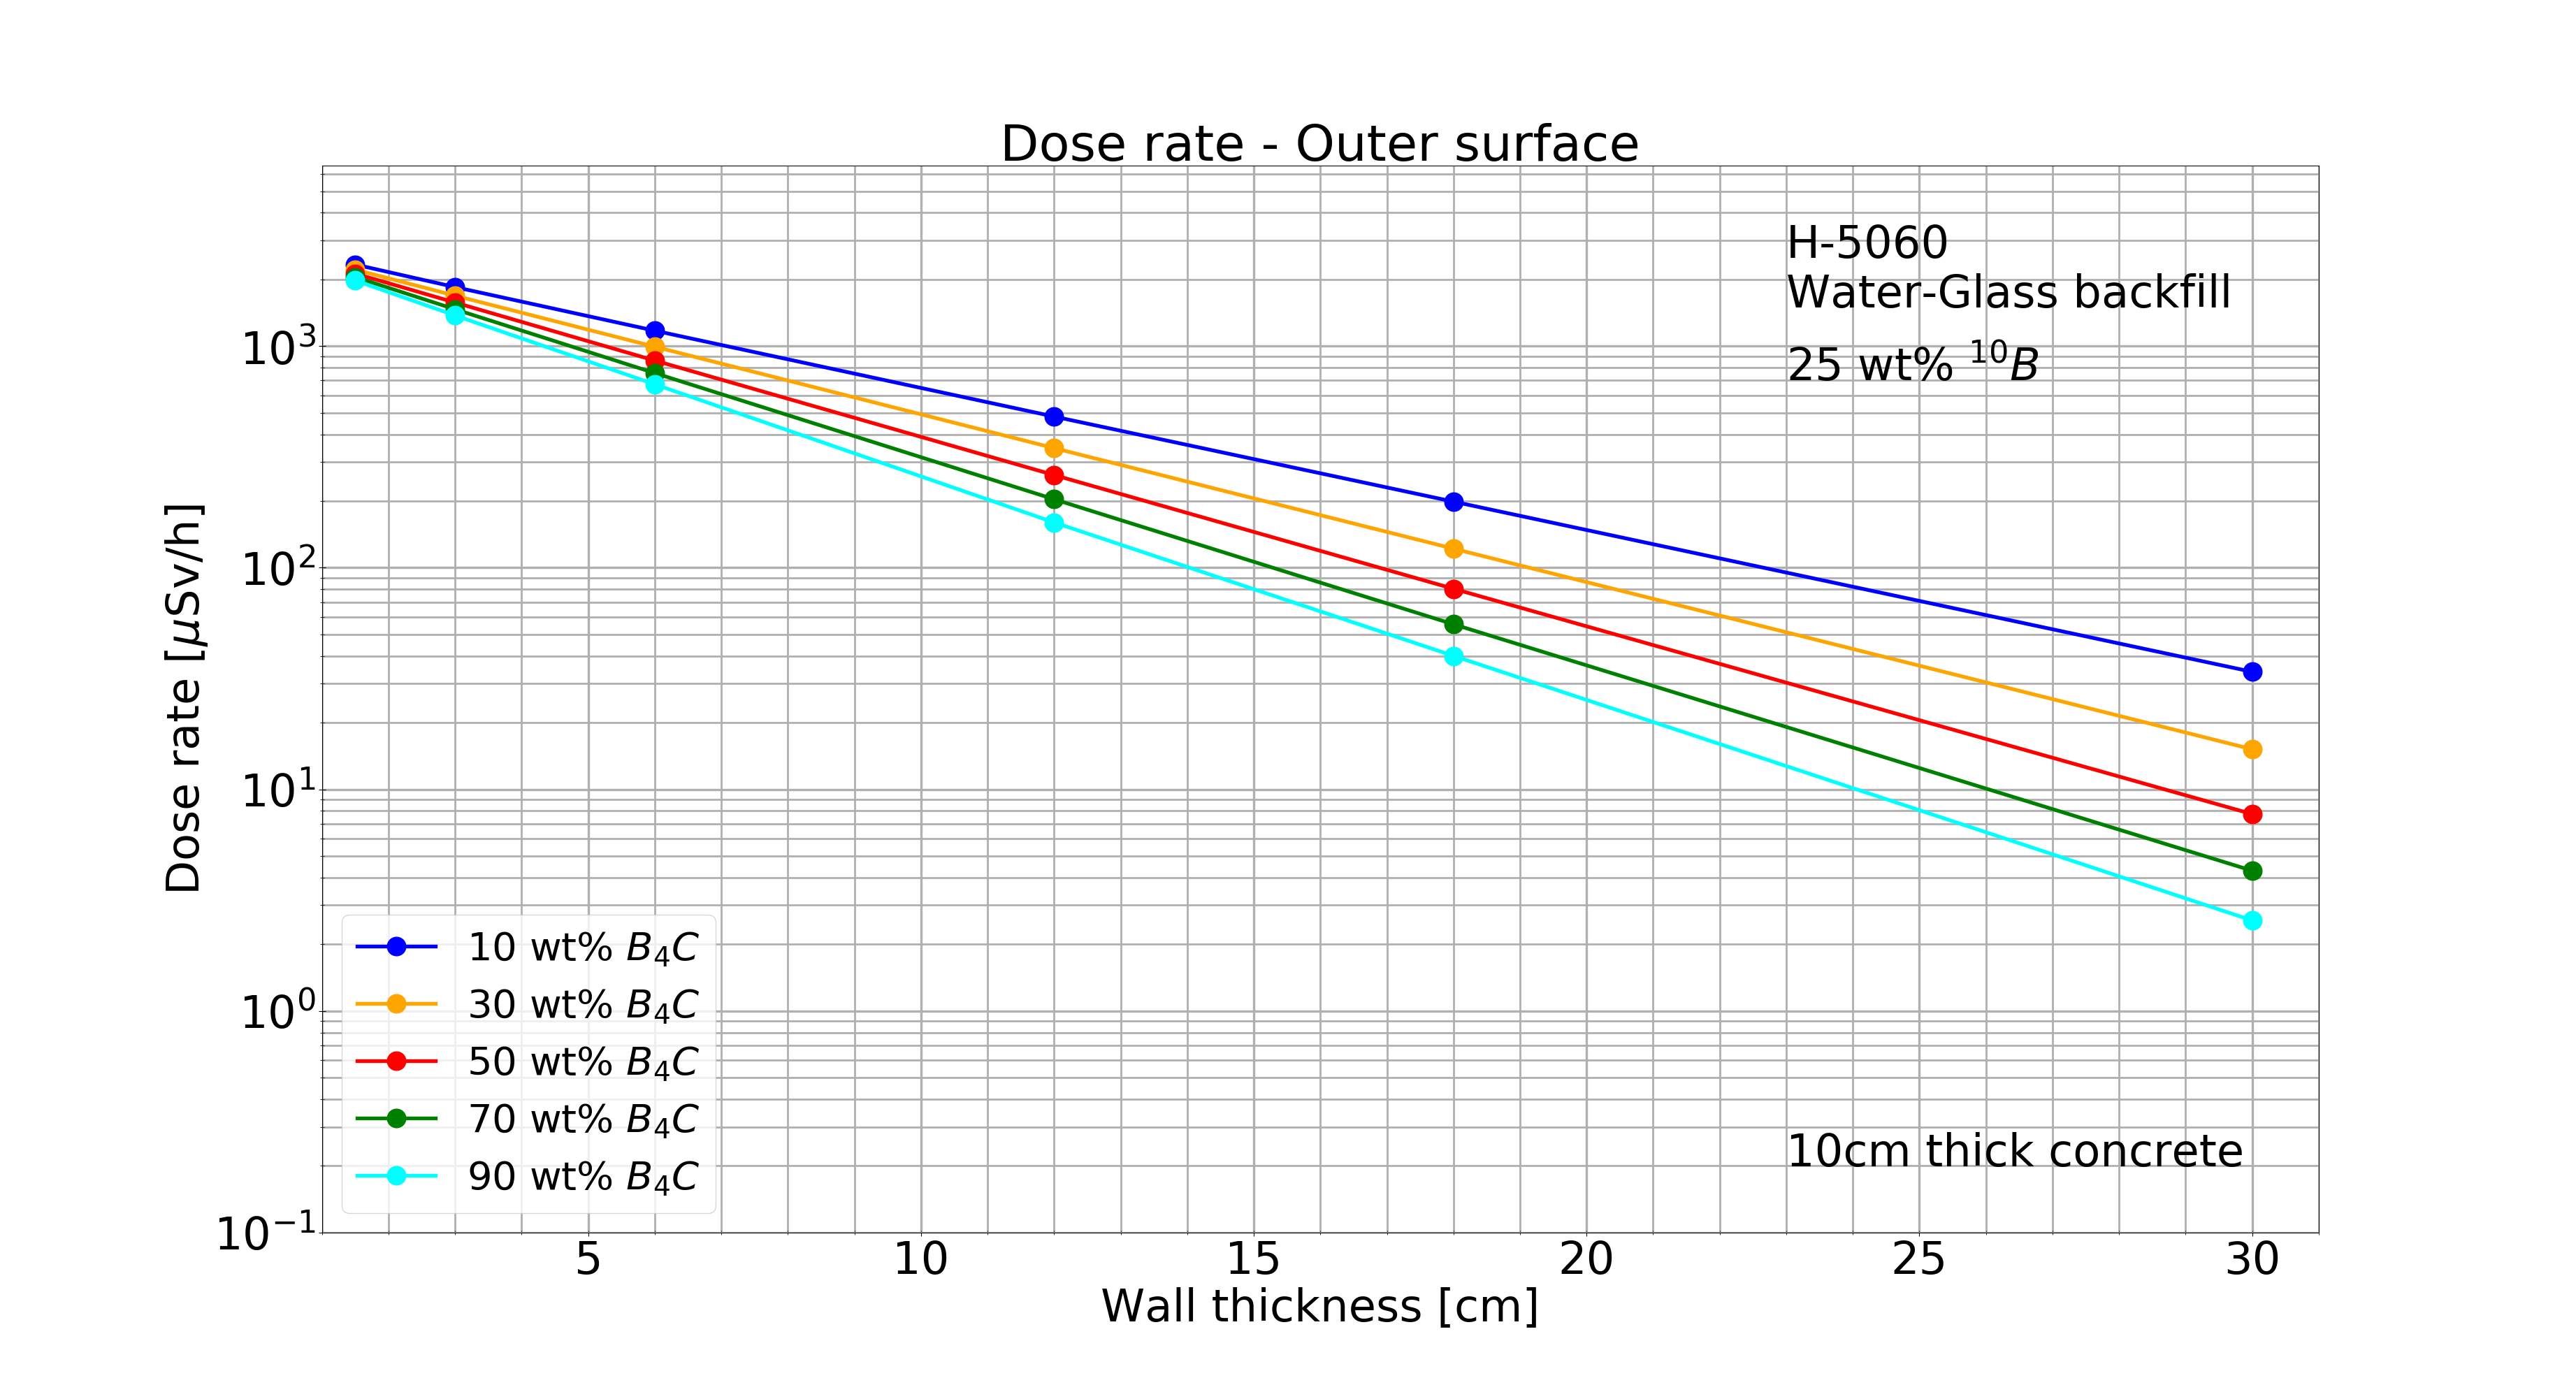 Dose rate - Outer surface
H-5060
Water-Glass backfill
25 wt% ¹⁰B
10cm thick concrete
Dose rate [μSv/h]
10³
10²
10¹
10⁰
10⁻¹
10 wt% B₄C
30 wt% B₄C
50 wt% B₄C
70 wt% B₄C
90 wt% B₄C
5 10 15 20 25 30
Wall thickness [cm]